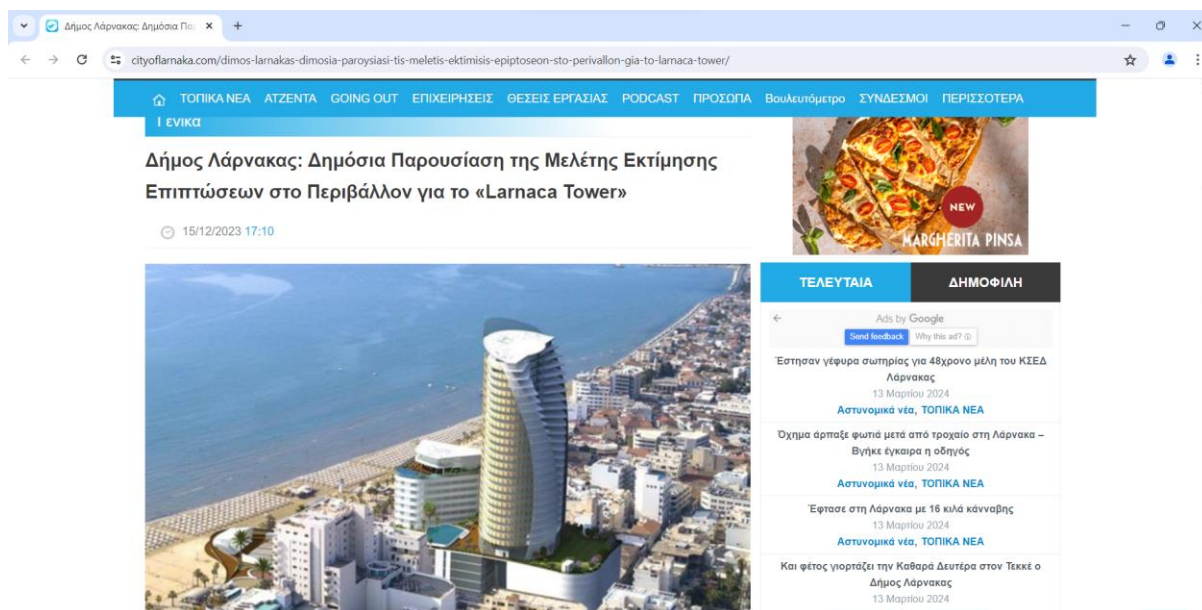 Δήμος Λάρνακας: Δημόσια Πα
cityoflarnaka.com/dimos-larnakas-dimosia-paroysiasi-tis-meletis-ektimisis-epiptoseon-sto-perivallon-gia-to-larnaca-tower/
ΤΟΠΙΚΑ ΝΕΑ ΑΤΖΕΝΤΑ GOING OUT ΕΠΙΧΕΙΡΗΣΕΙΣ ΘΕΣΕΙΣ ΕΡΓΑΣΙΑΣ PODCAST ΠΡΟΣΩΠΑ Βουλευτόμετρο ΣΥΝΔΕΣΜΟΙ ΠΕΡΙΣΣΟΤΕΡΑ
Γενικά
Δήμος Λάρνακας: Δημόσια Παρουσίαση της Μελέτης Εκτίμησης
Επιπτώσεων στο Περιβάλλον για το «Larnaca Tower»
15/12/2023 17:10
NEW
MARGHERITA PINSA
ΤΕΛΕΥΤΑΙΑ ΔΗΜΟΦΙΛΗ
Ads by Google
Send feedback Why this ad?
Έστησαν γέφυρα σωτηρίας για 48χρονο μέλος του ΚΣΕΔ
Λάρνακας
13 Μαρτίου 2024
Αστυνομικά νέα, ΤΟΠΙΚΑ ΝΕΑ
Όχημα άρπαξε φωτιά μετά από τροχαίο στη Λάρνακα –
Βγήκε έγκαιρα η οδηγός
13 Μαρτίου 2024
Αστυνομικά νέα, ΤΟΠΙΚΑ ΝΕΑ
Έφτασε στη Λάρνακα με 16 κιλά κάνναβης
13 Μαρτίου 2024
Αστυνομικά νέα, ΤΟΠΙΚΑ ΝΕΑ
Και φέτος γιορτάζει την Καθαρά Δευτέρα στον Τεκκέ ο
Δήμος Λάρνακας
13 Μαρτίου 2024